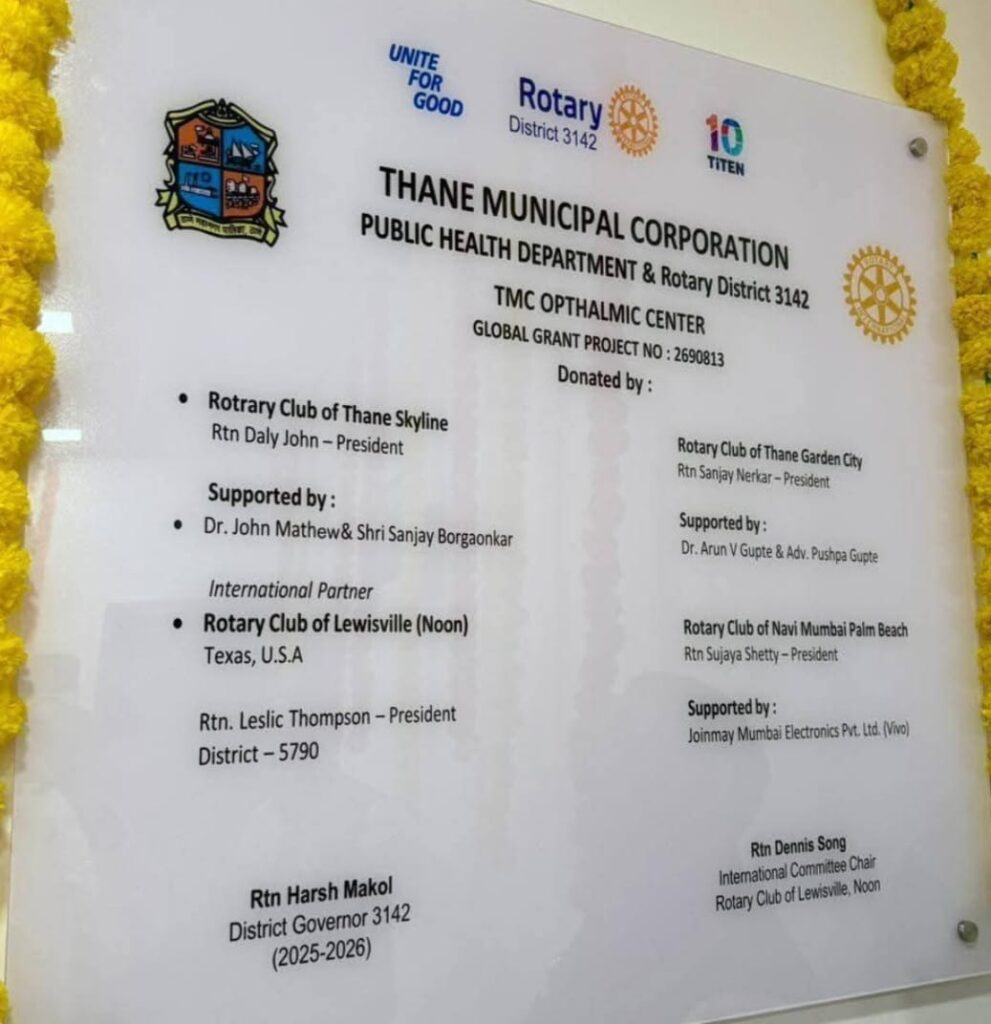 UNITE
FOR
GOOD
Rotary
District 3142
10
TiTEN
ठाणे महानगर पालिका, ठाणे
THANE MUNICIPAL CORPORATION
PUBLIC HEALTH DEPARTMENT & Rotary District 3142
TMC OPTHALMIC CENTER
GLOBAL GRANT PROJECT NO : 2690813
Donated by :
ROTARY
INTERNATIONAL
• Rotrary Club of Thane Skyline
Rtn Daly John – President
Supported by :
• Dr. John Mathew& Shri Sanjay Borgaonkar
International Partner
• Rotary Club of Lewisville (Noon)
Texas, U.S.A
Rtn. Leslic Thompson – President
District – 5790
Rotary Club of Thane Garden City
Rtn Sanjay Nerkar – President
Supported by :
Dr. Arun V Gupte & Adv. Pushpa Gupte
Rotary Club of Navi Mumbai Palm Beach
Rtn Sujaya Shetty – President
Supported by :
Joinmay Mumbai Electronics Pvt. Ltd. (Vivo)
Rtn Harsh Makol
District Governor 3142
(2025-2026)
Rtn Dennis Song
International Committee Chair
Rotary Club of Lewisville, Noon